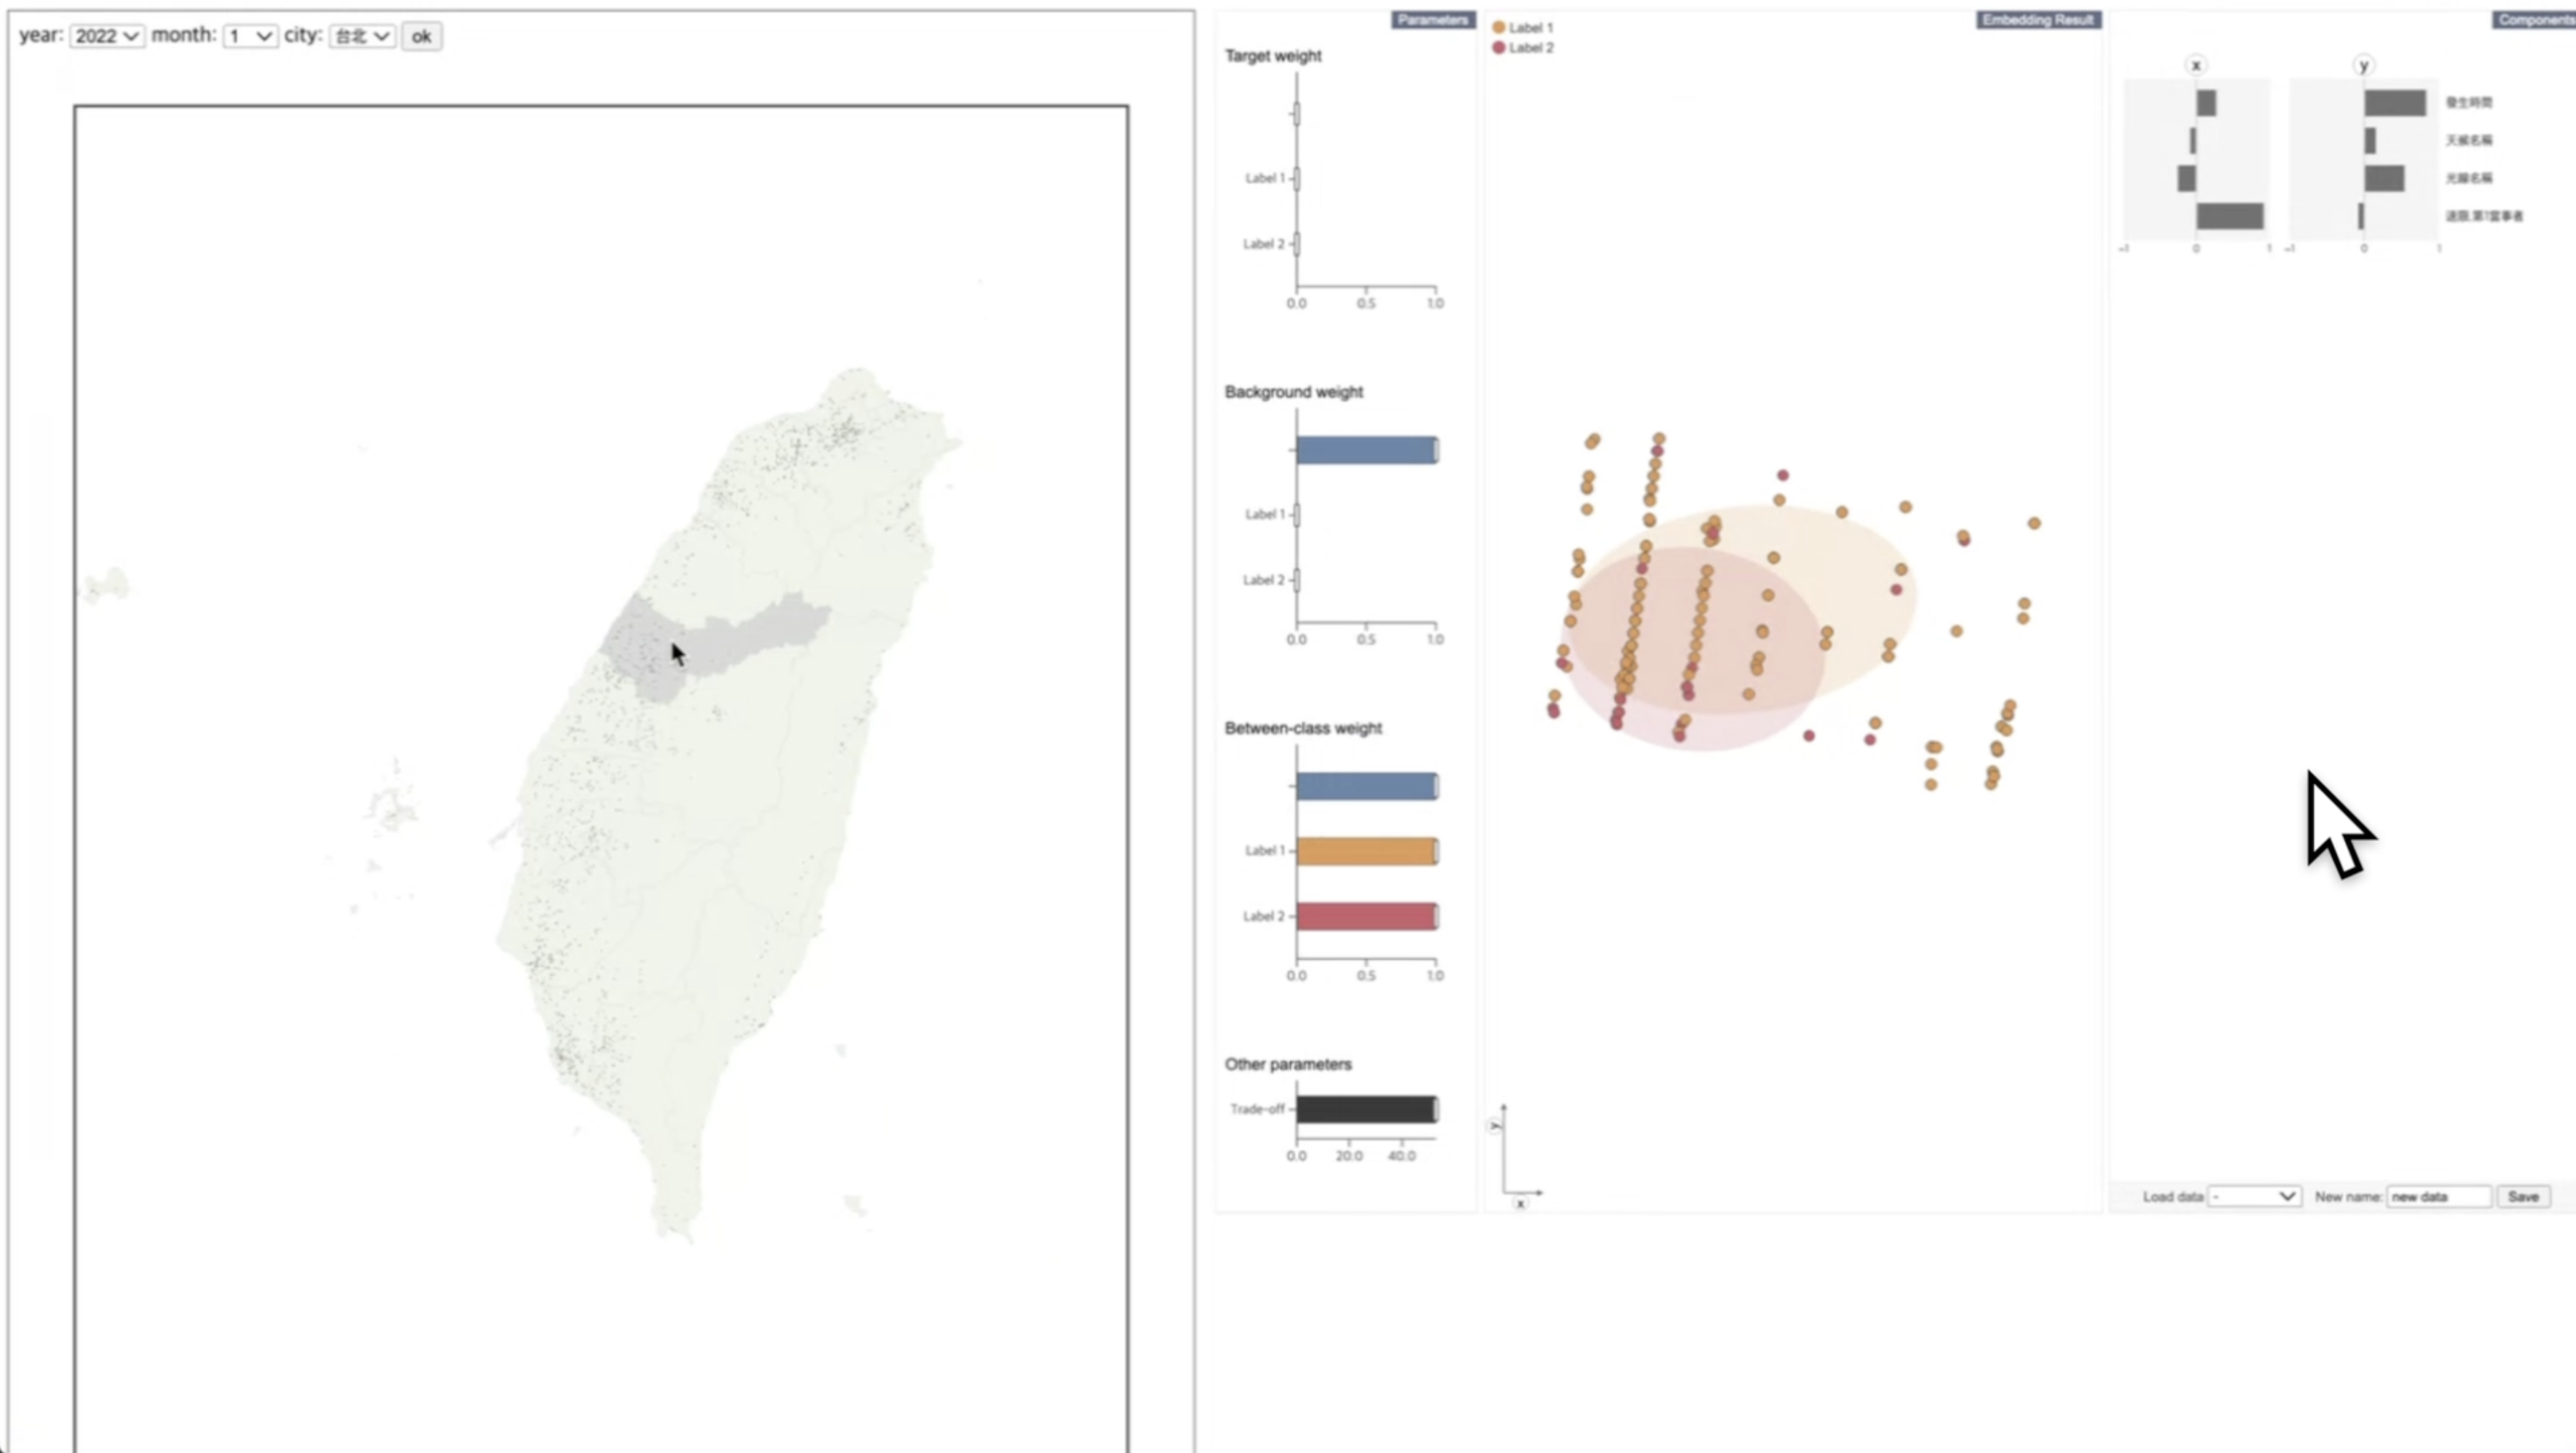 year: 2022 month: 1 city: 台北 ok
Parameters
Target weight
Label 1
Label 2
0.0 0.5 1.0
Background weight
Label 1
Label 2
0.0 0.5 1.0
Between-class weight
Label 1
Label 2
0.0 0.5 1.0
Other parameters
Trade-off
0.0 20.0 40.0
Label 1
Label 2
Embedding Result
y
x
Components
x y
發生時間
天候名稱
光線名稱
速限.第1當事者
-1 0 1 -1 0 1
Load data - New name: new data Save